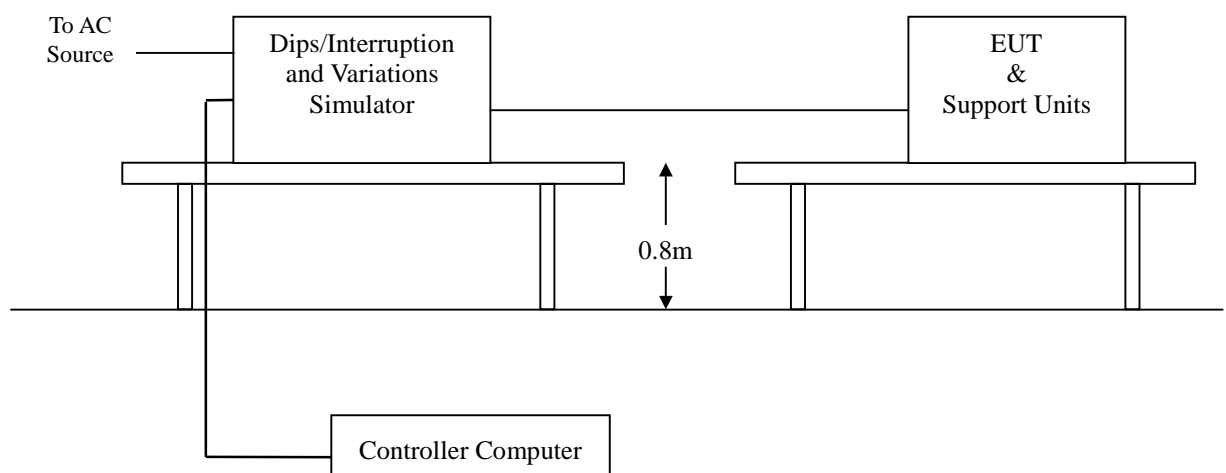 To AC
Source
Dips/Interruption
and Variations
Simulator
EUT
&
Support Units
0.8m
Controller Computer